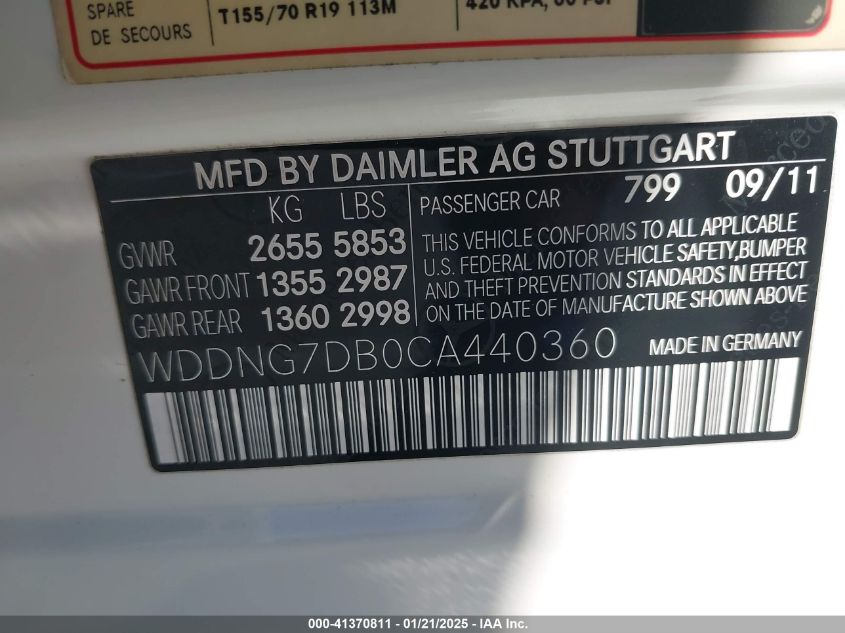 SPARE
DE SECOURS
T155/70 R19 113M
420 KPA, 60 PSI
MFD BY DAIMLER AG STUTTGART
KG LBS
GVWR 2655 5853
GAWR FRONT 1355 2987
GAWR REAR 1360 2998
PASSENGER CAR 799 09/11
THIS VEHICLE CONFORMS TO ALL APPLICABLE
U.S. FEDERAL MOTOR VEHICLE SAFETY,BUMPER
AND THEFT PREVENTION STANDARDS IN EFFECT
ON THE DATE OF MANUFACTURE SHOWN ABOVE
WDDNG7DB0CA440360
MADE IN GERMANY
000-41370811 - 01/21/2025 - IAA Inc.